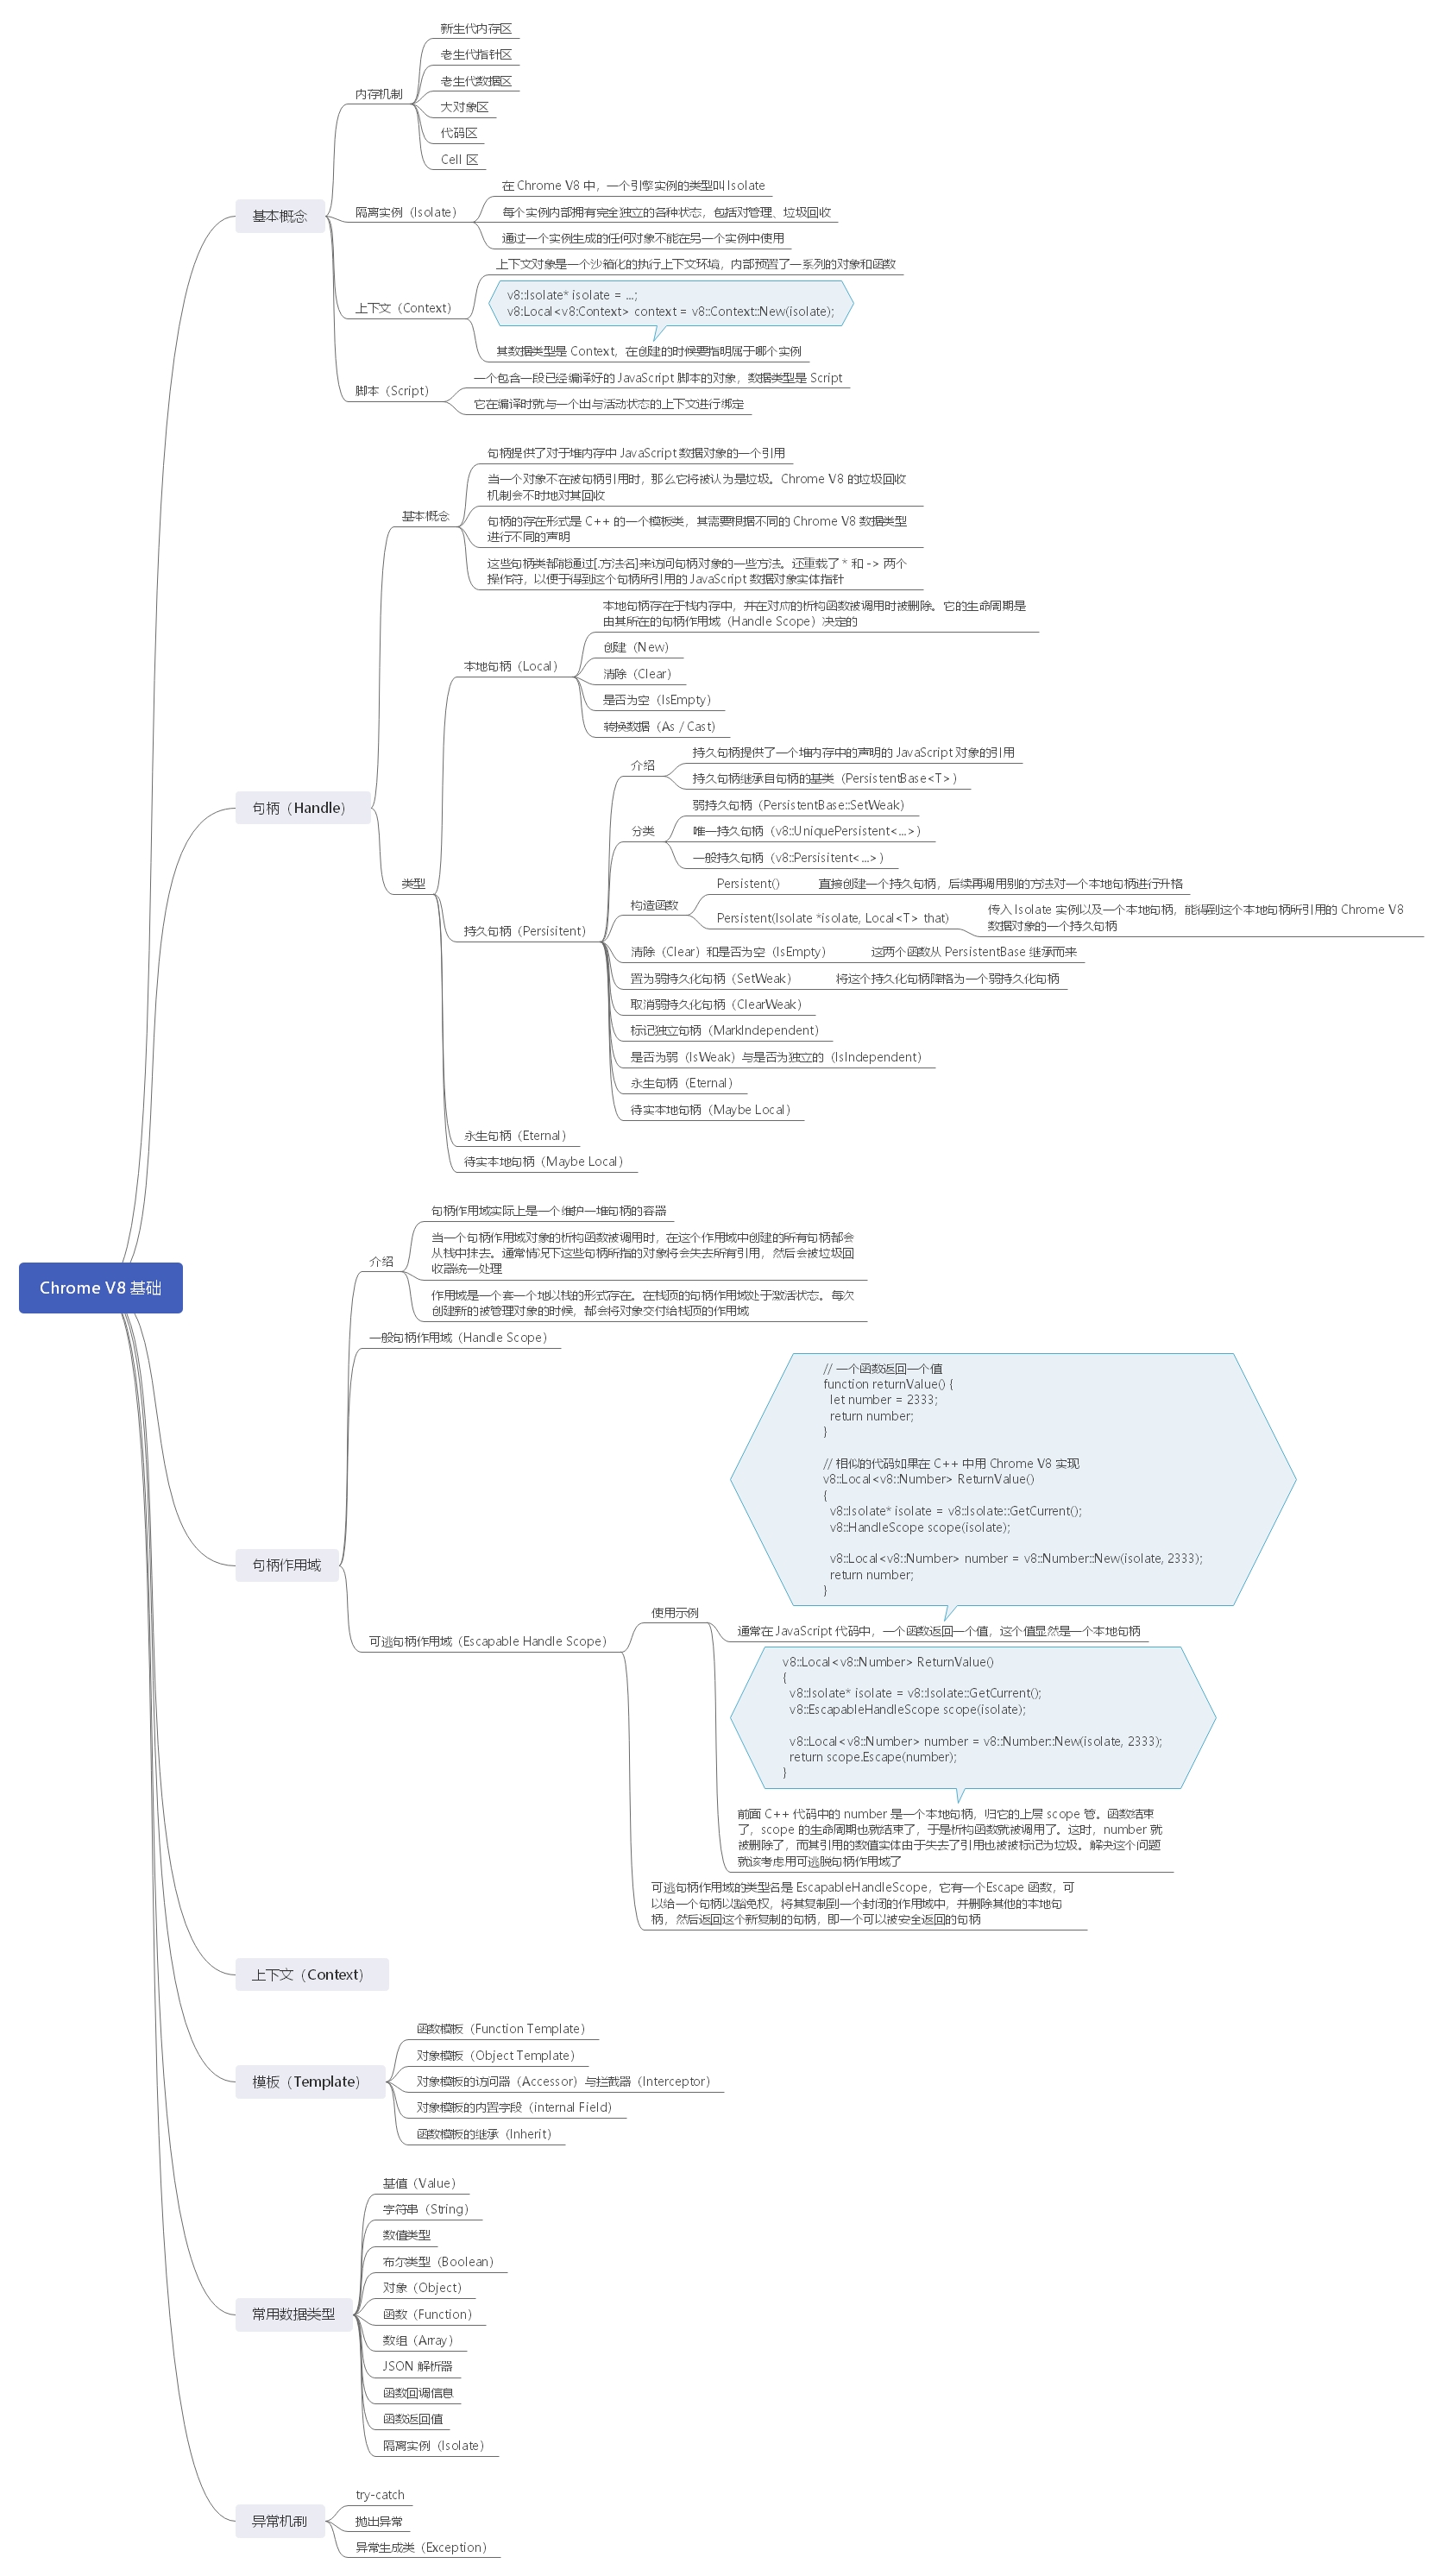 Chrome V8 基础
基本概念
内存机制
新生代内存区
老生代指针区
老生代数据区
大对象区
代码区
Cell 区
隔离实例（Isolate）
在 Chrome V8 中，一个引擎实例的类型叫 Isolate
每个实例内部拥有完全独立的各种状态，包括对管理、垃圾回收
通过一个实例生成的任何对象不能在另一个实例中使用
上下文（Context）
上下文对象是一个沙箱化的执行上下文环境，内部预置了一系列的对象和函数
v8::Isolate* isolate = ...;
v8:Local<v8:Context> context = v8::Context::New(isolate);
其数据类型是 Context，在创建的时候要指明属于哪个实例
脚本（Script）
一个包含一段已经编译好的 JavaScript 脚本的对象，数据类型是 Script
它在编译时就与一个出与活动状态的上下文进行绑定
句柄（Handle）
基本概念
句柄提供了对于堆内存中 JavaScript 数据对象的一个引用
当一个对象不在被句柄引用时，那么它将被认为是垃圾。Chrome V8 的垃圾回收
机制会不时地对其回收
句柄的存在形式是 C++ 的一个模板类，其需要根据不同的 Chrome V8 数据类型
进行不同的声明
这些句柄类都能通过[.方法名]来访问句柄对象的一些方法。还重载了 * 和 -> 两个
操作符，以便于得到这个句柄所引用的 JavaScript 数据对象实体指针
类型
本地句柄（Local）
本地句柄存在于栈内存中，并在对应的析构函数被调用时被删除。它的生命周期是
由其所在的句柄作用域（Handle Scope）决定的
创建（New）
清除（Clear）
是否为空（IsEmpty）
转换数据（As / Cast）
持久句柄（Persisitent）
介绍
持久句柄提供了一个堆内存中的声明的 JavaScript 对象的引用
持久句柄继承自句柄的基类（PersistentBase<T>）
分类
弱持久句柄（PersistentBase::SetWeak）
唯一持久句柄（v8::UniquePersistent<...>）
一般持久句柄（v8::Persisitent<...>）
构造函数
Persistent()
直接创建一个持久句柄，后续再调用别的方法对一个本地句柄进行升格
Persistent(Isolate *isolate, Local<T> that)
传入 Isolate 实例以及一个本地句柄，能得到这个本地句柄所引用的 Chrome V8
数据对象的一个持久句柄
清除（Clear）和是否为空（IsEmpty）
这两个函数从 PersistentBase 继承而来
置为弱持久化句柄（SetWeak）
将这个持久化句柄降格为一个弱持久化句柄
取消弱持久化句柄（ClearWeak）
标记独立句柄（MarkIndependent）
是否为弱（IsWeak）与是否为独立的（IsIndependent）
永生句柄（Eternal）
待实本地句柄（Maybe Local）
永生句柄（Eternal）
待实本地句柄（Maybe Local）
句柄作用域
介绍
句柄作用域实际上是一个维护一堆句柄的容器
当一个句柄作用域对象的析构函数被调用时，在这个作用域中创建的所有句柄都会
从栈中抹去。通常情况下这些句柄所指的对象将会失去所有引用，然后会被垃圾回
收器统一处理
作用域是一个套一个地以栈的形式存在。在栈顶的句柄作用域处于激活状态。每次
创建新的被管理对象的时候，都会将对象交付给栈顶的作用域
一般句柄作用域（Handle Scope）
可逃句柄作用域（Escapable Handle Scope）
使用示例
// 一个函数返回一个值
function returnValue() {
let number = 2333;
return number;
}
// 相似的代码如果在 C++ 中用 Chrome V8 实现
v8::Local<v8::Number> ReturnValue()
{
v8::Isolate* isolate = v8::Isolate::GetCurrent();
v8::HandleScope scope(isolate);
v8::Local<v8::Number> number = v8::Number::New(isolate, 2333);
return number;
}
通常在 JavaScript 代码中，一个函数返回一个值，这个值显然是一个本地句柄
v8::Local<v8::Number> ReturnValue()
{
v8::Isolate* isolate = v8::Isolate::GetCurrent();
v8::EscapableHandleScope scope(isolate);
v8::Local<v8::Number> number = v8::Number::New(isolate, 2333);
return scope.Escape(number);
}
前面 C++ 代码中的 number 是一个本地句柄，归它的上层 scope 管。函数结束
了，scope 的生命周期也就结束了，于是析构函数就被调用了。这时，number 就
被删除了，而其引用的数值实体由于失去了引用也被被标记为垃圾。解决这个问题
就该考虑用可逃脱句柄作用域了
可逃句柄作用域的类型名是 EscapableHandleScope，它有一个Escape 函数，可
以给一个句柄以豁免权，将其复制到一个封闭的作用域中，并删除其他的本地句
柄，然后返回这个新复制的句柄，即一个可以被安全返回的句柄
上下文（Context）
模板（Template）
函数模板（Function Template）
对象模板（Object Template）
对象模板的访问器（Accessor）与拦截器（Interceptor）
对象模板的内置字段（internal Field）
函数模板的继承（Inherit）
常用数据类型
基值（Value）
字符串（String）
数值类型
布尔类型（Boolean）
对象（Object）
函数（Function）
数组（Array）
JSON 解析器
函数回调信息
函数返回值
隔离实例（Isolate）
异常机制
try-catch
抛出异常
异常生成类（Exception）